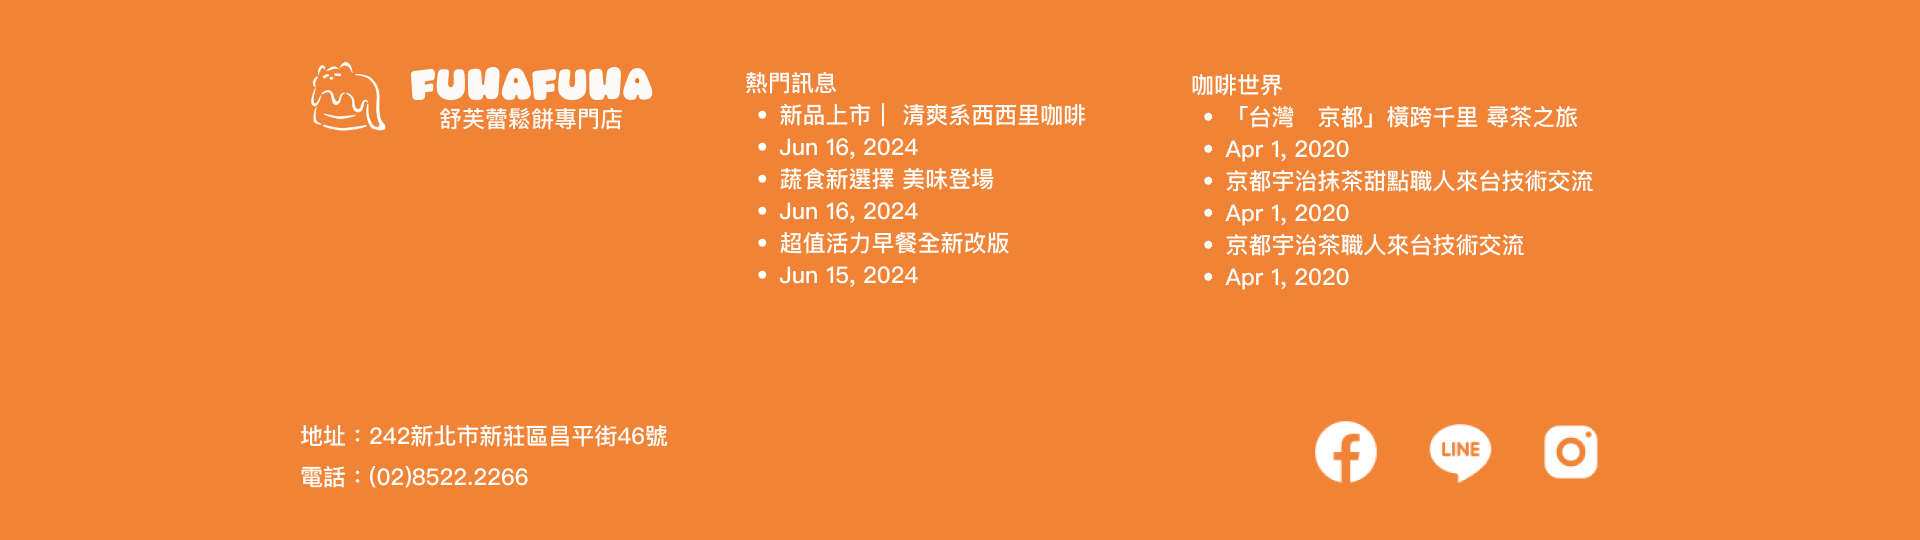 FUWAFUWA
舒芙蕾鬆餅專門店
熱門訊息
新品上市｜ 清爽系西西里咖啡
Jun 16, 2024
蔬食新選擇 美味登場
Jun 16, 2024
超值活力早餐全新改版
Jun 15, 2024
咖啡世界
「台灣　京都」橫跨千里 尋茶之旅
Apr 1, 2020
京都宇治抹茶甜點職人來台技術交流
Apr 1, 2020
京都宇治茶職人來台技術交流
Apr 1, 2020
地址：242新北市新莊區昌平街46號
電話：(02)8522.2266
LINE